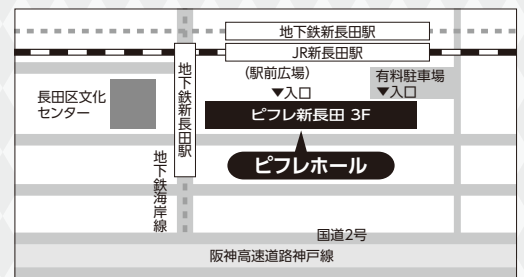 地下鉄新長田駅
JR新長田駅
(駅前広場)
▼入口
有料駐車場
▼入口
地下鉄新長田駅
長田区文化
センター
ピフレ新長田 3F
ピフレホール
地下鉄海岸線
国道2号
阪神高速道路神戸線